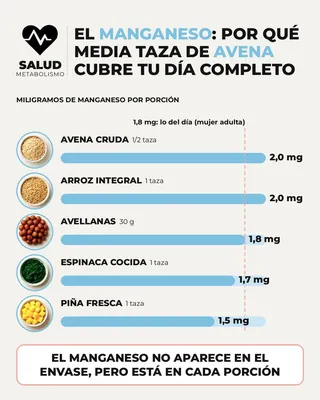 SALUD
METABOLISMO
EL MANGANESO: POR QUÉ
MEDIA TAZA DE AVENA
CUBRE TU DÍA COMPLETO
MILIGRAMOS DE MANGANESO POR PORCIÓN
1,8 mg: lo del día (mujer adulta)
AVENA CRUDA 1/2 taza
2,0 mg
ARROZ INTEGRAL 1 taza
2,0 mg
AVELLANAS 30 g
1,8 mg
ESPINACA COCIDA 1 taza
1,7 mg
PIÑA FRESCA 1 taza
1,5 mg
EL MANGANESO NO APARECE EN EL
ENVASE, PERO ESTÁ EN CADA PORCIÓN